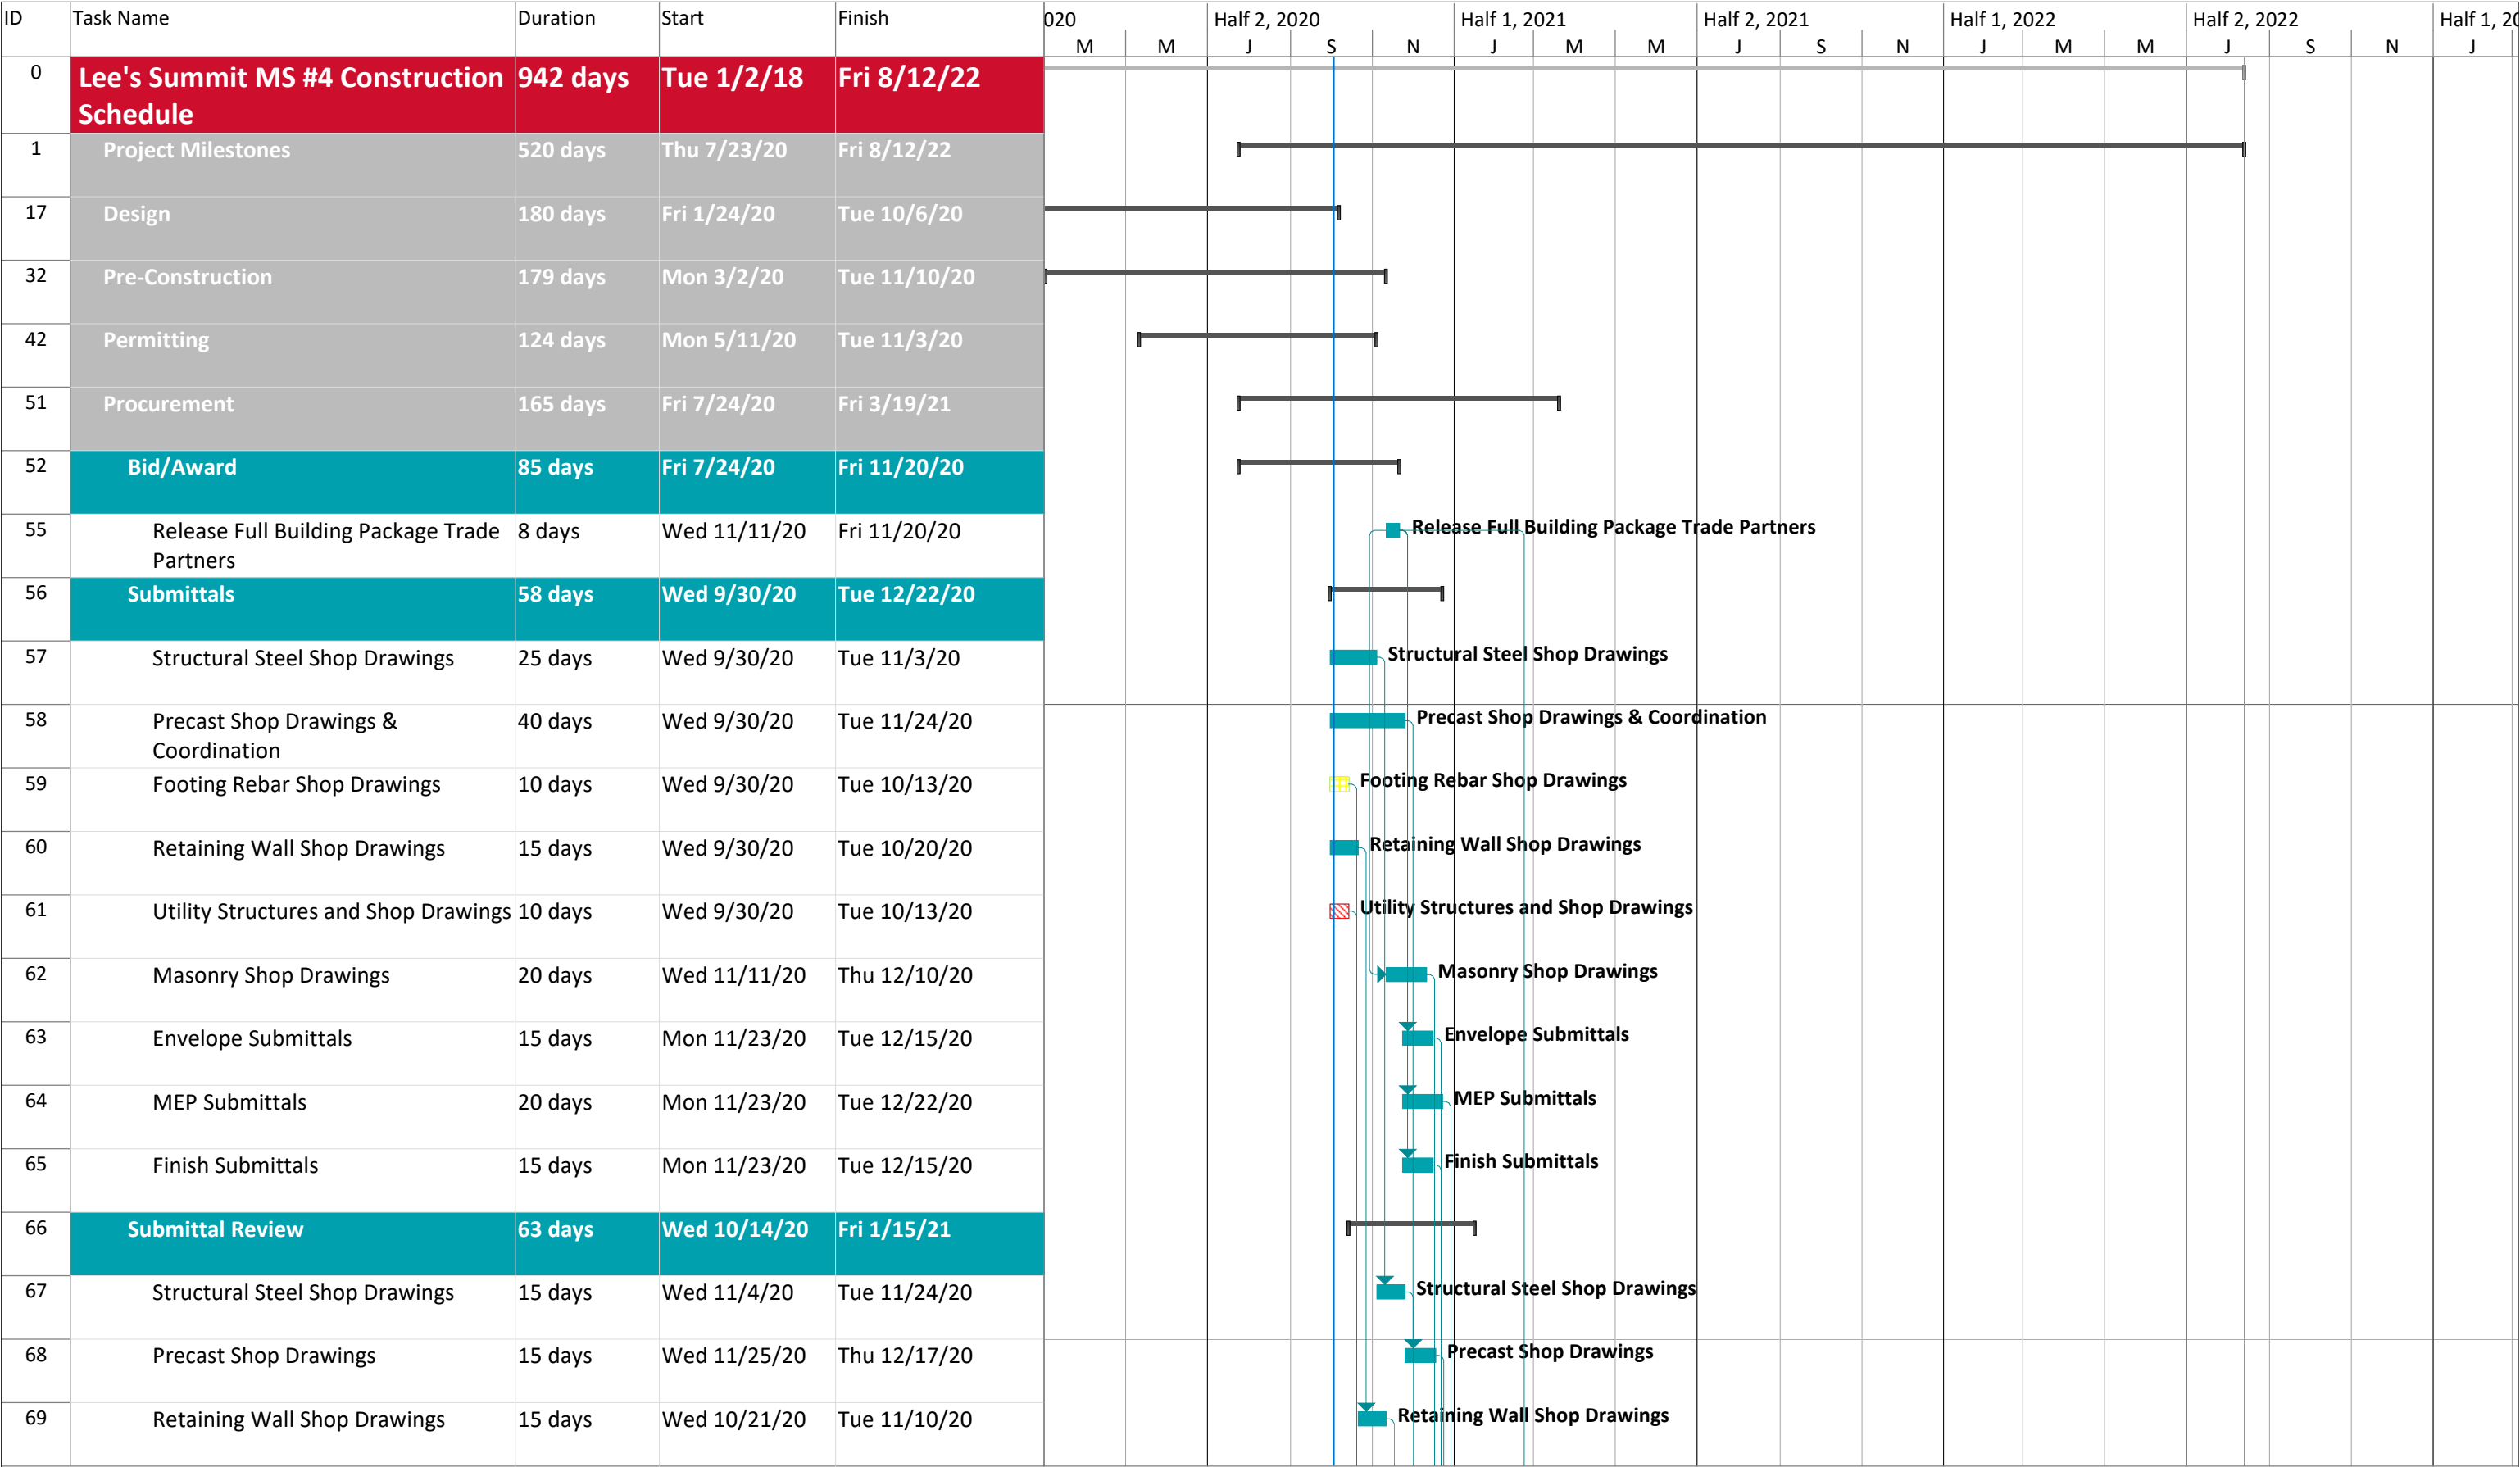 ID Task Name Duration Start Finish 020 Half 2, 2020 Half 1, 2021 Half 2, 2021 Half 1, 2022 Half 2, 2022 Half 1, 20
M M J S N J M M J S N J M M J S N J
0 Lee's Summit MS #4 Construction 942 days Tue 1/2/18 Fri 8/12/22
Schedule
1 Project Milestones 520 days Thu 7/23/20 Fri 8/12/22
17 Design 180 days Fri 1/24/20 Tue 10/6/20
32 Pre-Construction 179 days Mon 3/2/20 Tue 11/10/20
42 Permitting 124 days Mon 5/11/20 Tue 11/3/20
51 Procurement 165 days Fri 7/24/20 Fri 3/19/21
52 Bid/Award 85 days Fri 7/24/20 Fri 11/20/20
55 Release Full Building Package Trade 8 days Wed 11/11/20 Fri 11/20/20 Release Full Building Package Trade Partners
Partners
56 Submittals 58 days Wed 9/30/20 Tue 12/22/20
57 Structural Steel Shop Drawings 25 days Wed 9/30/20 Tue 11/3/20 Structural Steel Shop Drawings
58 Precast Shop Drawings & 40 days Wed 9/30/20 Tue 11/24/20 Precast Shop Drawings & Coordination
Coordination
59 Footing Rebar Shop Drawings 10 days Wed 9/30/20 Tue 10/13/20 Footing Rebar Shop Drawings
60 Retaining Wall Shop Drawings 15 days Wed 9/30/20 Tue 10/20/20 Retaining Wall Shop Drawings
61 Utility Structures and Shop Drawings 10 days Wed 9/30/20 Tue 10/13/20 Utility Structures and Shop Drawings
62 Masonry Shop Drawings 20 days Wed 11/11/20 Thu 12/10/20 Masonry Shop Drawings
63 Envelope Submittals 15 days Mon 11/23/20 Tue 12/15/20 Envelope Submittals
64 MEP Submittals 20 days Mon 11/23/20 Tue 12/22/20 MEP Submittals
65 Finish Submittals 15 days Mon 11/23/20 Tue 12/15/20 Finish Submittals
66 Submittal Review 63 days Wed 10/14/20 Fri 1/15/21
67 Structural Steel Shop Drawings 15 days Wed 11/4/20 Tue 11/24/20 Structural Steel Shop Drawings
68 Precast Shop Drawings 15 days Wed 11/25/20 Thu 12/17/20 Precast Shop Drawings
69 Retaining Wall Shop Drawings 15 days Wed 10/21/20 Tue 11/10/20 Retaining Wall Shop Drawings